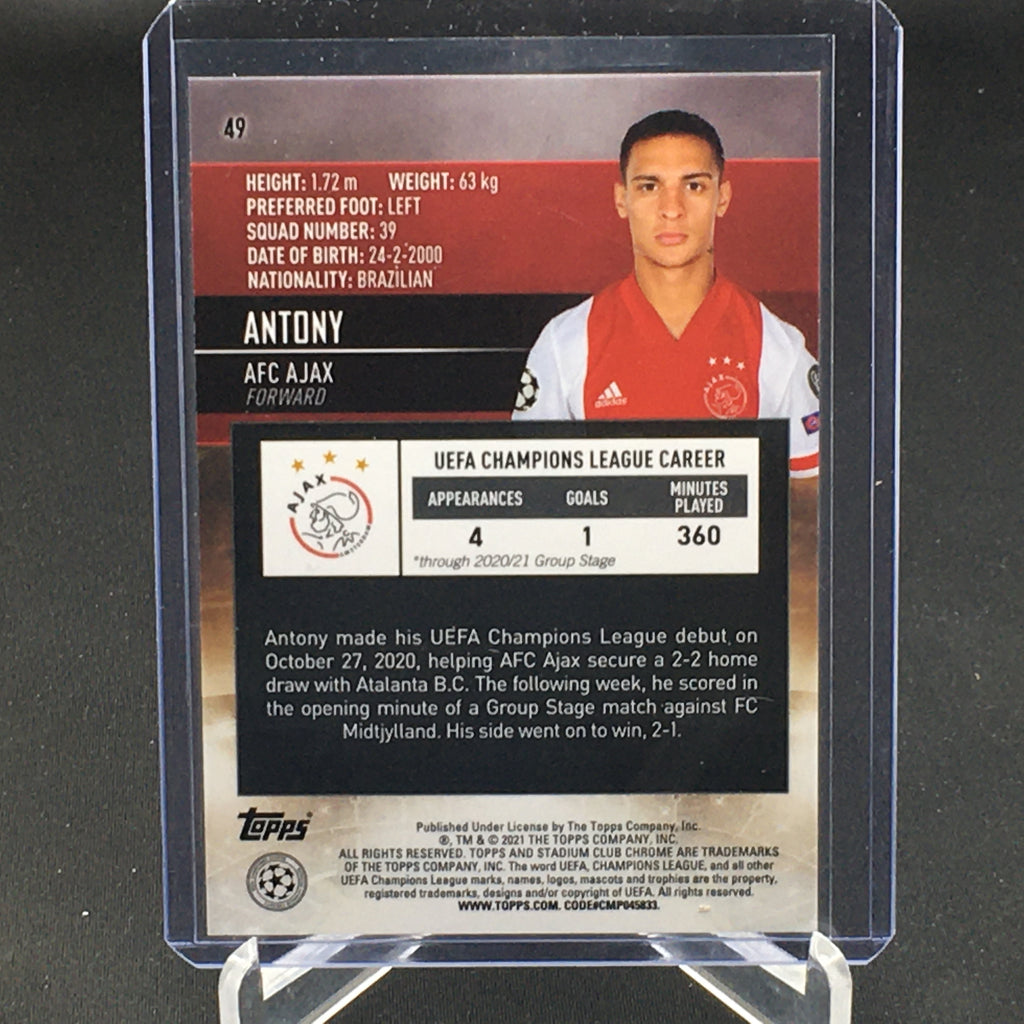 49
HEIGHT: 1.72 m WEIGHT: 63 kg
PREFERRED FOOT: LEFT
SQUAD NUMBER: 39
DATE OF BIRTH: 24-2-2000
NATIONALITY: BRAZILIAN
ANTONY
AFC AJAX
FORWARD
adidas
AJAX
AJAX
AMSTERDAM
UEFA CHAMPIONS LEAGUE CAREER
APPEARANCES GOALS MINUTES PLAYED
4 1 360
*through 2020/21 Group Stage
Antony made his UEFA Champions League debut on
October 27, 2020, helping AFC Ajax secure a 2-2 home
draw with Atalanta B.C. The following week, he scored in
the opening minute of a Group Stage match against FC
Midtjylland. His side went on to win, 2-1.
Topps
Published Under License by The Topps Company, Inc.
®, TM & © 2021 THE TOPPS COMPANY, INC.
ALL RIGHTS RESERVED. TOPPS AND STADIUM CLUB CHROME ARE TRADEMARKS
OF THE TOPPS COMPANY, INC. The word UEFA, CHAMPIONS LEAGUE, and all other
UEFA Champions League marks, names, logos, mascots and trophies are the property,
registered trademarks, designs and/or copyright of UEFA. All rights reserved.
WWW.TOPPS.COM. CODE#CMP045833.